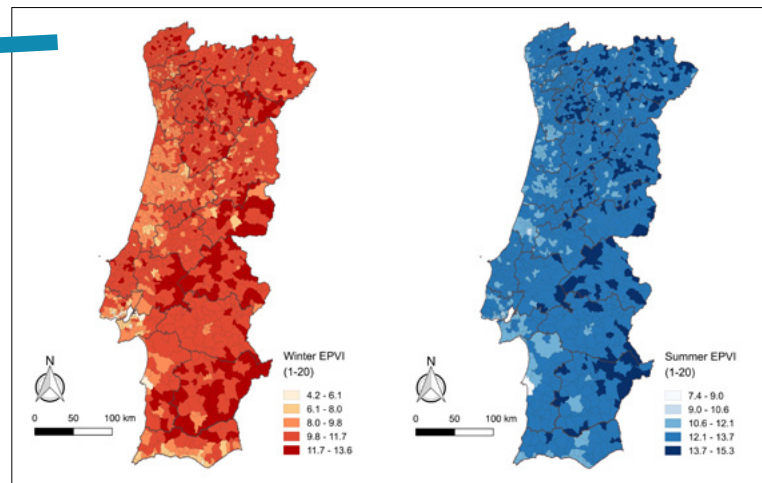 N
0 50 100 km
Winter EPVI
(1-20)
4.2 - 6.1
6.1 - 8.0
8.0 - 9.8
9.8 - 11.7
11.7 - 13.6
N
0 50 100 km
Summer EPVI
(1-20)
7.4 - 9.0
9.0 - 10.6
10.6 - 12.1
12.1 - 13.7
13.7 - 15.3